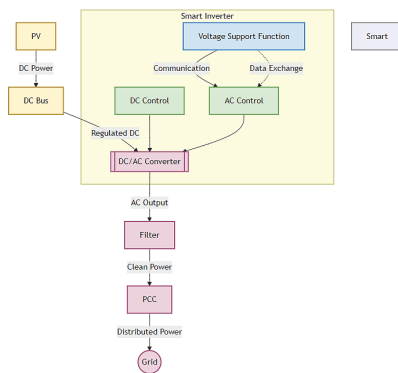 Smart Inverter
PV
Voltage Support Function
Smart
DC Power
Communication
Data Exchange
DC Bus
DC Control
AC Control
Regulated DC
DC/AC Converter
AC Output
Filter
Clean Power
PCC
Distributed Power
Grid